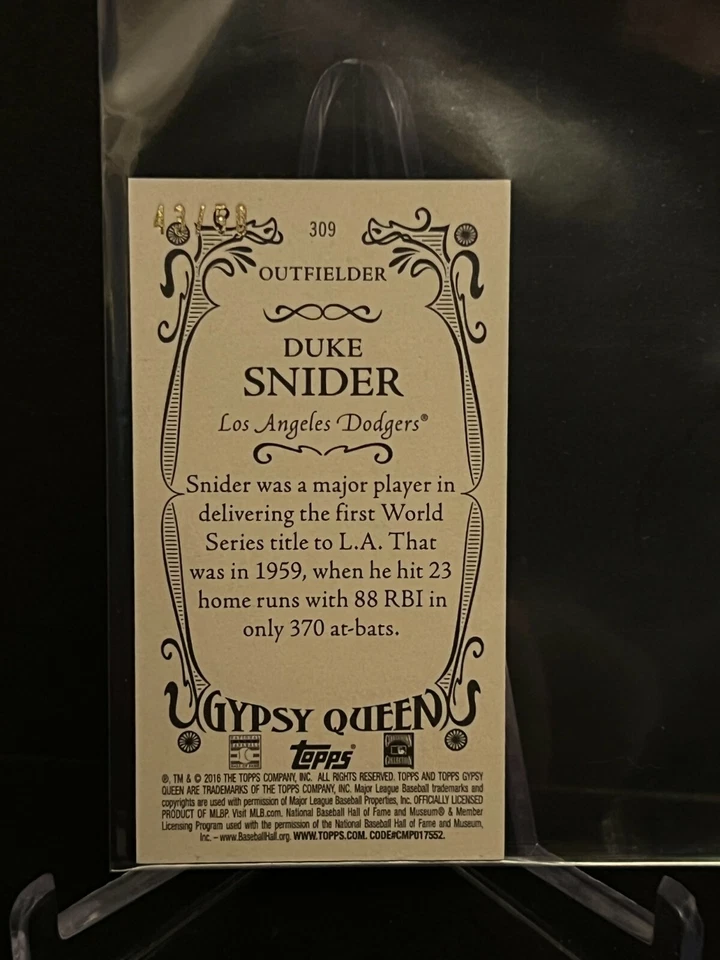 309
OUTFIELDER
DUKE
SNIDER
Los Angeles Dodgers®
Snider was a major player in
delivering the first World
Series title to L.A. That
was in 1959, when he hit 23
home runs with 88 RBI in
only 370 at-bats.
GYPSY QUEEN
Topps®
®, TM & © 2016 THE TOPPS COMPANY, INC. ALL RIGHTS RESERVED. TOPPS AND TOPPS GYPSY
QUEEN ARE TRADEMARKS OF THE TOPPS COMPANY, INC. Major League Baseball trademarks and
copyrights are used with permission of Major League Baseball Properties, Inc. OFFICIALLY LICENSED
PRODUCT OF MLBP. Visit MLB.com. National Baseball Hall of Fame and Museum® & Member
Licensing Program used with the permission of the National Baseball Hall of Fame and Museum,
Inc. – www.BaseballHall.org. WWW.TOPPS.COM. CODE#CMP017552.